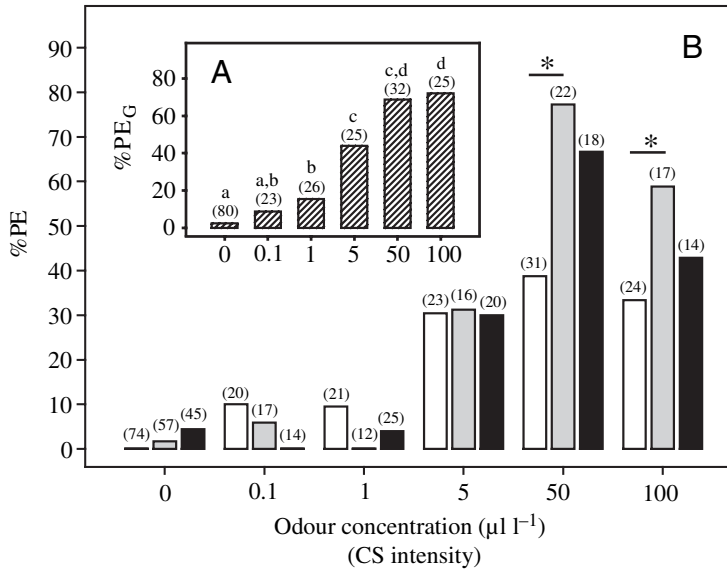 90
80
70
60
50
40
30
20
10
0
%PE
A
B
80
60
40
20
0
%PE_G
a
(80)
a,b
(23)
b
(26)
c
(25)
c,d
(32)
d
(25)
0 0.1 1 5 50 100
*
*
(74) (57) (45)
(20) (17) (14)
(21) (12) (25)
(23) (16) (20)
(31) (22) (18)
(24) (17) (14)
0 0.1 1 5 50 100
Odour concentration (µl l⁻¹)
(CS intensity)